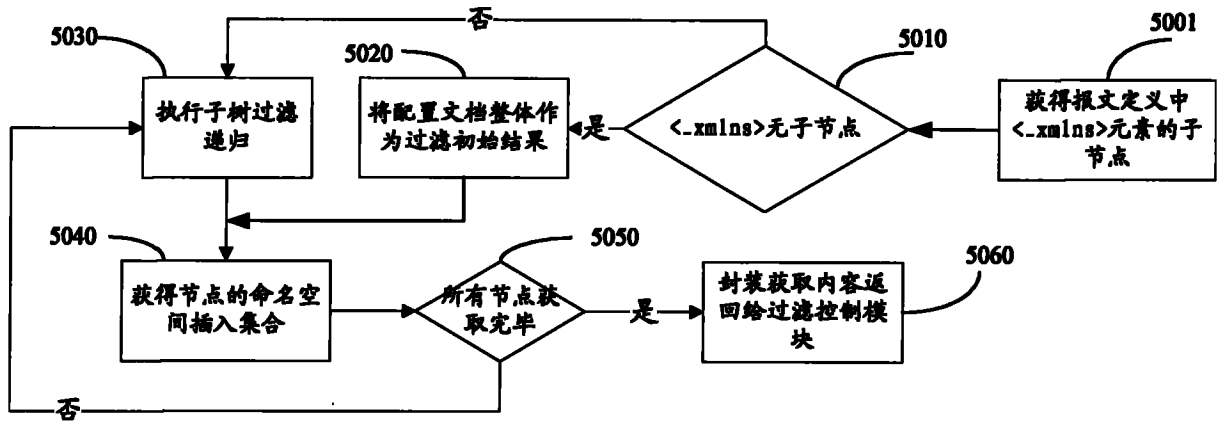 否
5030
5020
5010
5001
执行子树过滤
递归
将配置文档整体作
为过滤初始结果
是
<_xmlns>无子节点
获得报文定义中
<_xmlns>元素的子
节点
5040
5050
5060
获得节点的命名空
间插入集合
所有节点获
取完毕
是
封装获取内容返
回给过滤控制模
块
否